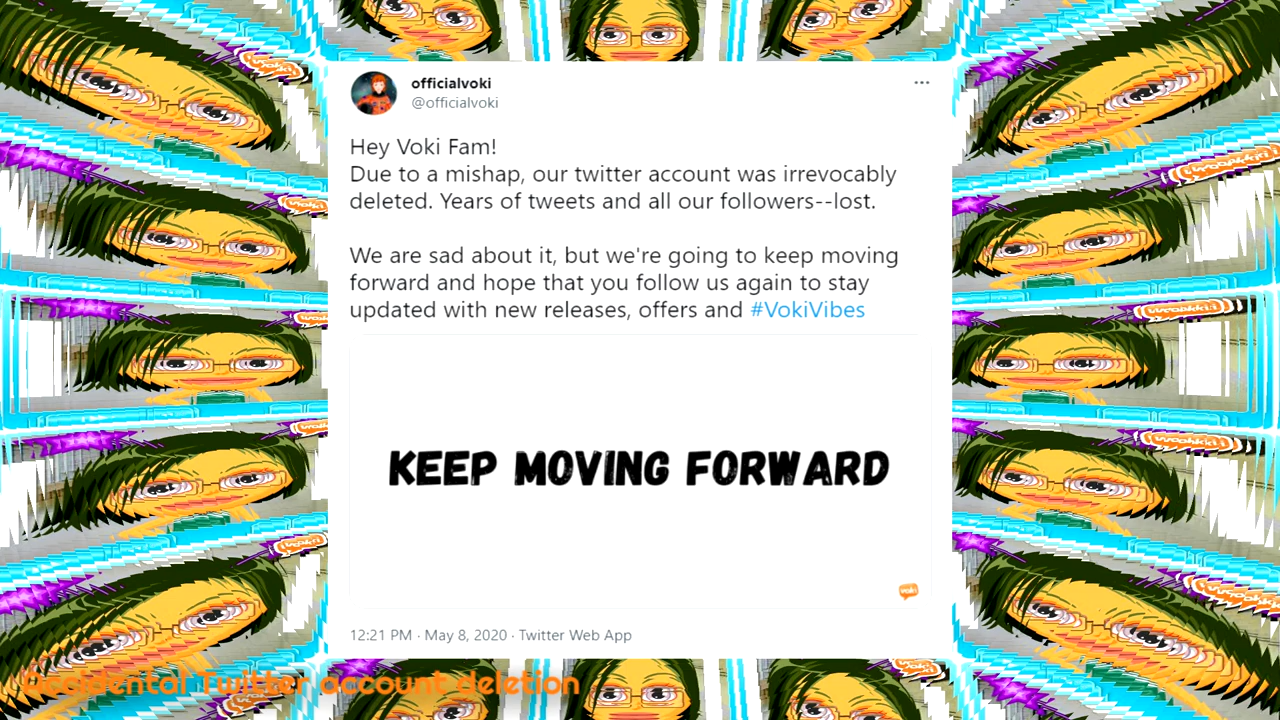 officialvoki
@officialvoki
Hey Voki Fam!
Due to a mishap, our twitter account was irrevocably
deleted. Years of tweets and all our followers--lost.
We are sad about it, but we're going to keep moving
forward and hope that you follow us again to stay
updated with new releases, offers and #VokiVibes
KEEP MOVING FORWARD
voki
12:21 PM · May 8, 2020 · Twitter Web App
Accidental Twitter account deletion